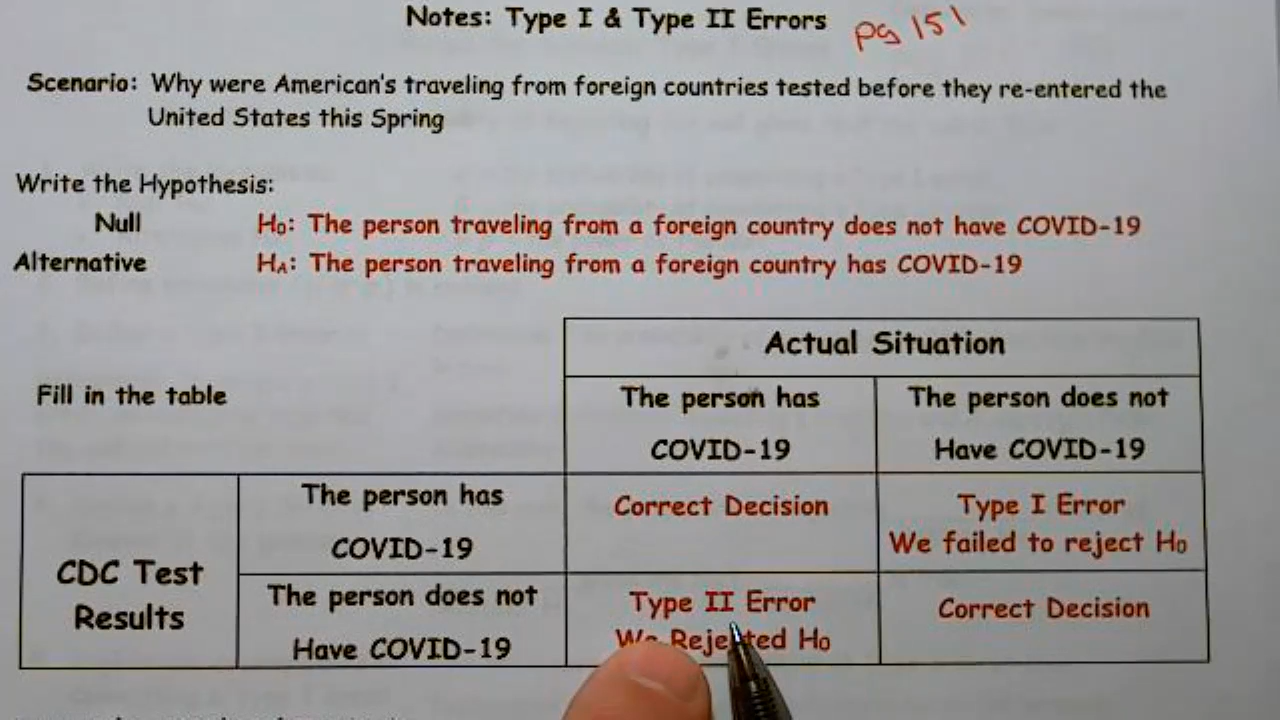 Notes: Type I & Type II Errors pg 151
Scenario: Why were American's traveling from foreign countries tested before they re-entered the
United States this Spring
Write the Hypothesis:
Null H₀: The person traveling from a foreign country does not have COVID-19
Alternative Hₐ: The person traveling from a foreign country has COVID-19
Actual Situation
Fill in the table
The person has
COVID-19
The person does not
Have COVID-19
CDC Test
Results
The person has
COVID-19
Correct Decision
Type I Error
We failed to reject H₀
The person does not
Have COVID-19
Type II Error
We Rejected H₀
Correct Decision